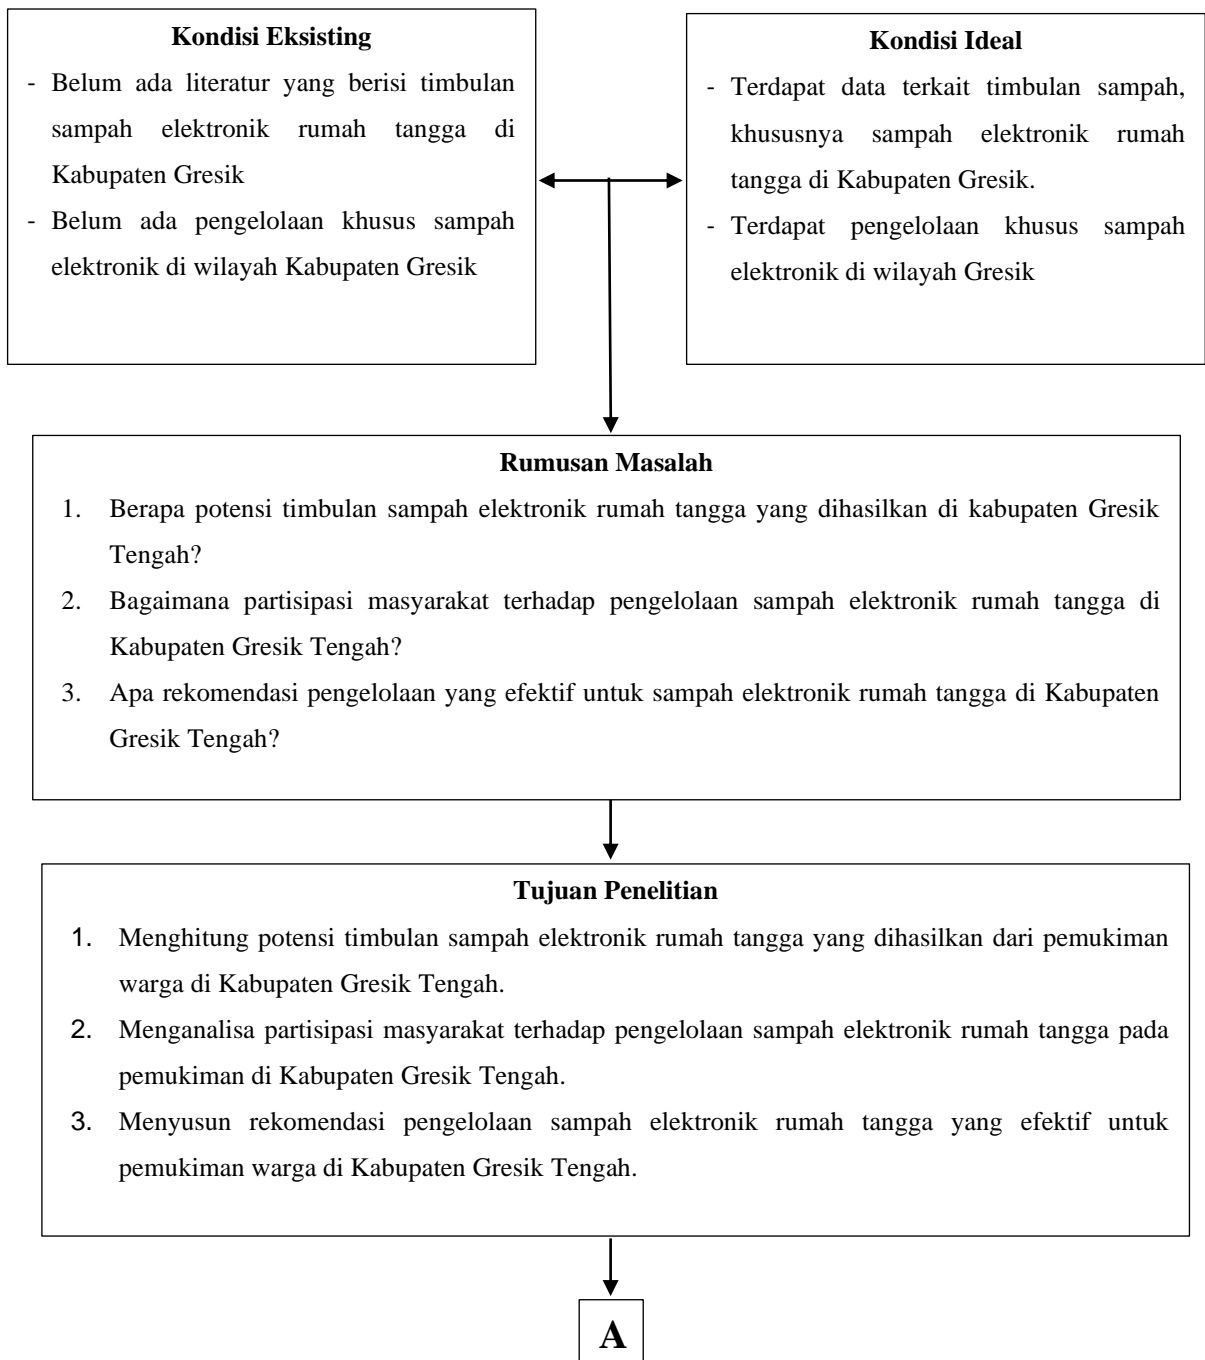 Kondisi Eksisting
- Belum ada literatur yang berisi timbulan
sampah elektronik rumah tangga di
Kabupaten Gresik
- Belum ada pengelolaan khusus sampah
elektronik di wilayah Kabupaten Gresik
Kondisi Ideal
- Terdapat data terkait timbulan sampah,
khususnya sampah elektronik rumah
tangga di Kabupaten Gresik.
- Terdapat pengelolaan khusus sampah
elektronik di wilayah Gresik
Rumusan Masalah
1. Berapa potensi timbulan sampah elektronik rumah tangga yang dihasilkan di kabupaten Gresik
Tengah?
2. Bagaimana partisipasi masyarakat terhadap pengelolaan sampah elektronik rumah tangga di
Kabupaten Gresik Tengah?
3. Apa rekomendasi pengelolaan yang efektif untuk sampah elektronik rumah tangga di Kabupaten
Gresik Tengah?
Tujuan Penelitian
1. Menghitung potensi timbulan sampah elektronik rumah tangga yang dihasilkan dari pemukiman
warga di Kabupaten Gresik Tengah.
2. Menganalisa partisipasi masyarakat terhadap pengelolaan sampah elektronik rumah tangga pada
pemukiman di Kabupaten Gresik Tengah.
3. Menyusun rekomendasi pengelolaan sampah elektronik rumah tangga yang efektif untuk
pemukiman warga di Kabupaten Gresik Tengah.
A